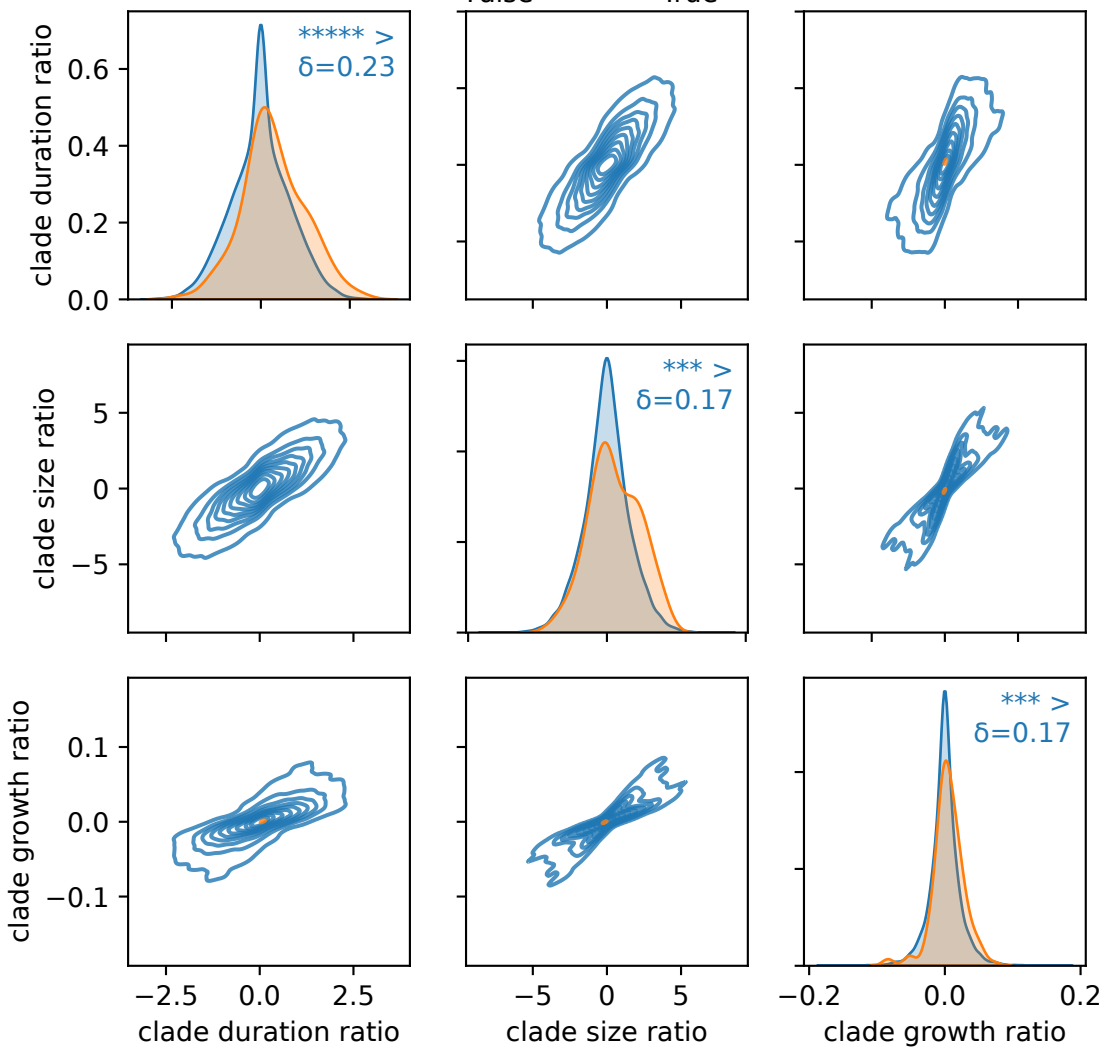 ***** >
δ=0.23
clade duration ratio
0.6
0.4
0.2
0.0
*** >
δ=0.17
clade size ratio
5
0
−5
*** >
δ=0.17
clade growth ratio
0.1
0.0
−0.1
−2.5 0.0 2.5
−5 0 5
−0.2 0.0 0.2
clade duration ratio
clade size ratio
clade growth ratio